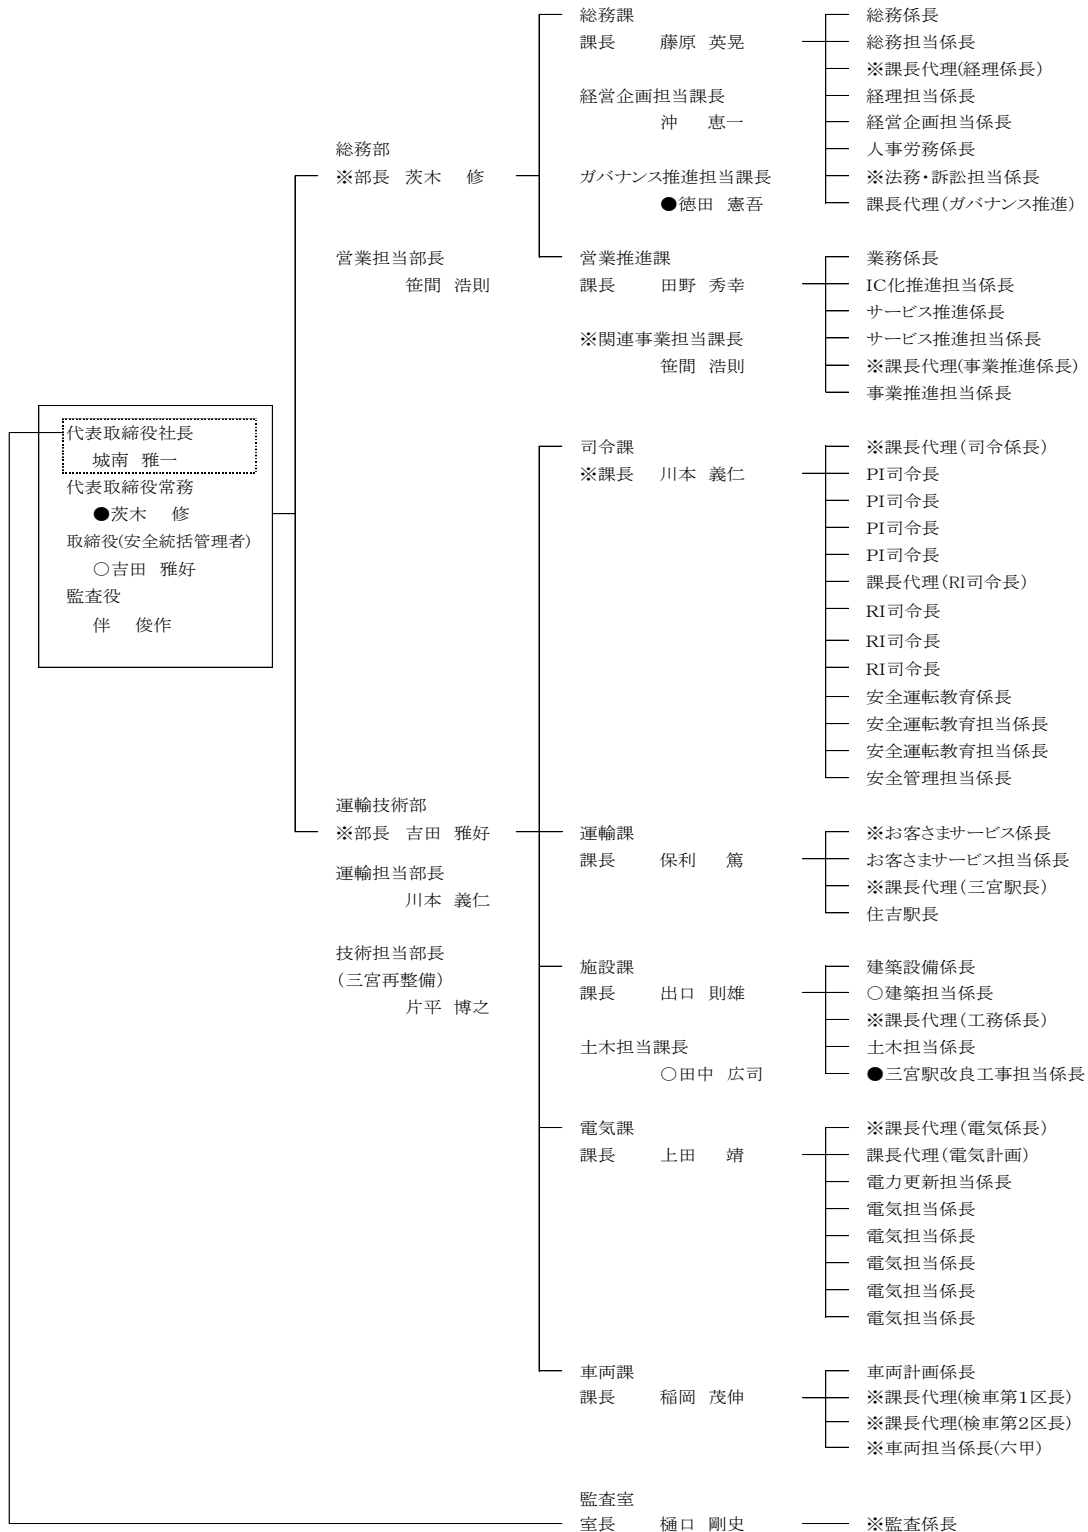 代表取締役社長
城南 雅一
代表取締役常務
●茨木 修
取締役(安全統括管理者)
○吉田 雅好
監査役
伴 俊作
総務部
※部長 茨木 修
営業担当部長
笹間 浩則
総務課
課長 藤原 英晃
経営企画担当課長
沖 恵一
ガバナンス推進担当課長
●徳田 憲吾
総務係長
総務担当係長
※課長代理(経理係長)
経理担当係長
経営企画担当係長
人事労務係長
※法務・訴訟担当係長
課長代理(ガバナンス推進)
営業推進課
課長 田野 秀幸
※関連事業担当課長
笹間 浩則
業務係長
IC化推進担当係長
サービス推進係長
サービス推進担当係長
※課長代理(事業推進係長)
事業推進担当係長
運輸技術部
※部長 吉田 雅好
運輸担当部長
川本 義仁
技術担当部長
(三宮再整備)
片平 博之
司令課
※課長 川本 義仁
※課長代理(司令係長)
PI司令長
PI司令長
PI司令長
PI司令長
課長代理(RI司令長)
RI司令長
RI司令長
RI司令長
安全運転教育係長
安全運転教育担当係長
安全運転教育担当係長
安全管理担当係長
運輸課
課長 保利 篤
※お客さまサービス係長
お客さまサービス担当係長
※課長代理(三宮駅長)
住吉駅長
施設課
課長 出口 則雄
土木担当課長
○田中 広司
建築設備係長
○建築担当係長
※課長代理(工務係長)
土木担当係長
●三宮駅改良工事担当係長
電気課
課長 上田 靖
※課長代理(電気係長)
課長代理(電気計画)
電力更新担当係長
電気担当係長
電気担当係長
電気担当係長
電気担当係長
電気担当係長
車両課
課長 稲岡 茂伸
車両計画係長
※課長代理(検車第1区長)
※課長代理(検車第2区長)
※車両担当係長(六甲)
監査室
室長 樋口 剛史
※監査係長